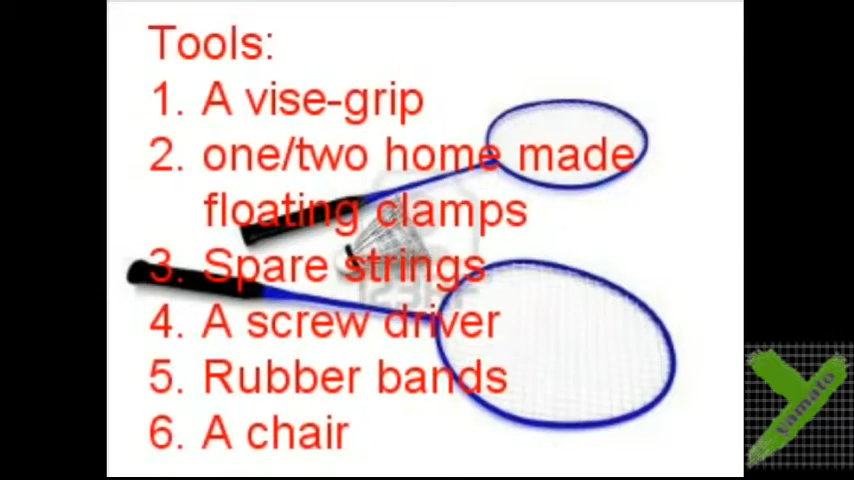 Tools:
1. A vise-grip
2. one/two home made
floating clamps
3. Spare strings
4. A screw driver
5. Rubber bands
6. A chair
yamato